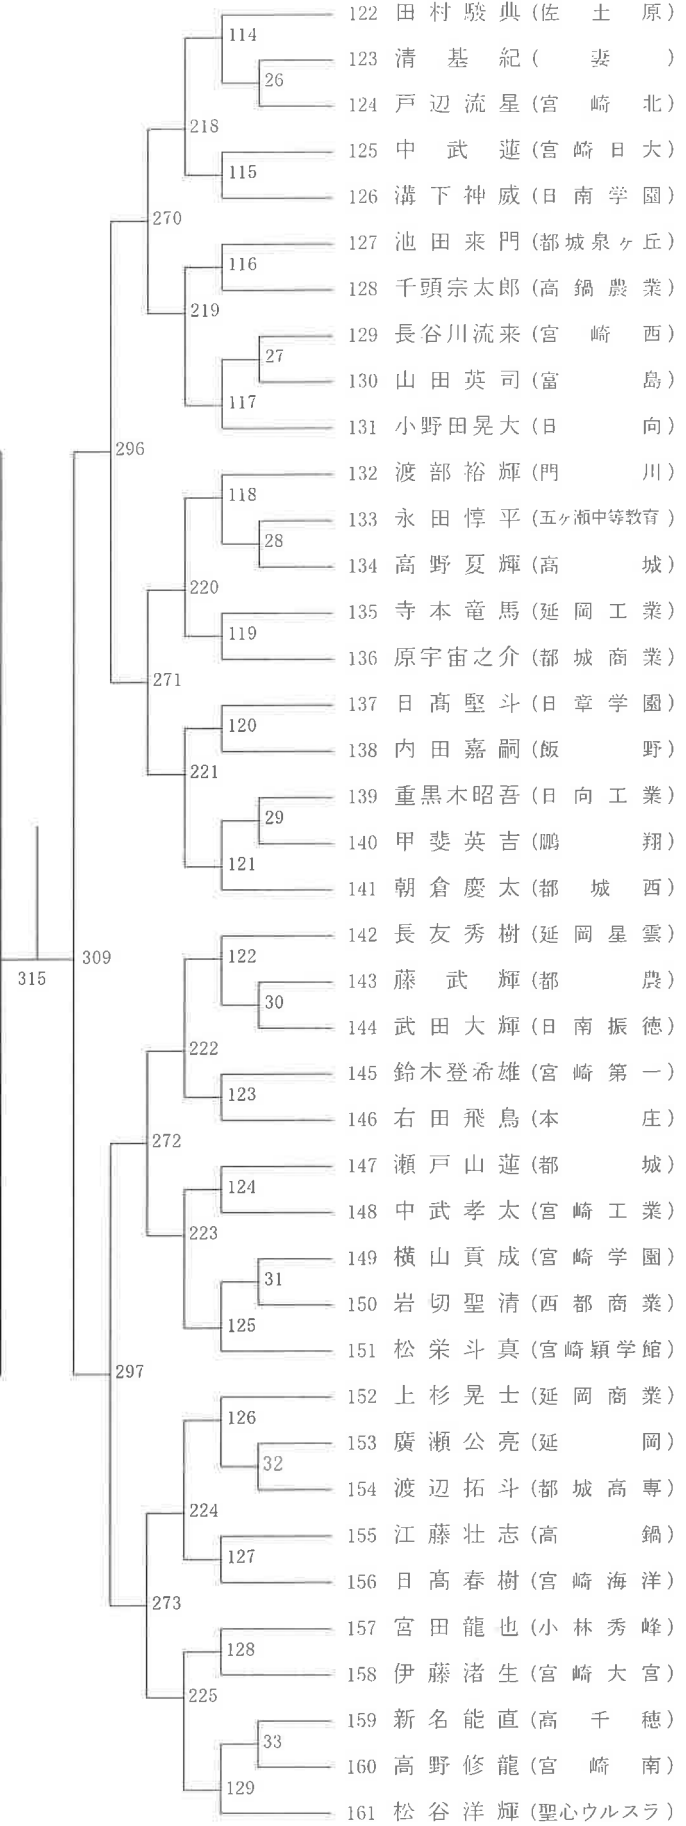 122 田村駿典 (佐土原)
114
123 清基紀 (妻)
26
124 戸辺流星 (宮崎北)
218
125 中武蓮 (宮崎日大)
115
126 溝下神威 (日南学園)
270
127 池田来門 (都城泉ヶ丘)
116
128 千頭宗太郎 (高鍋農業)
219
129 長谷川流来 (宮崎西)
27
130 山田英司 (富島)
117
131 小野田晃大 (日向)
296
132 渡部裕輝 (門川)
118
133 永田惇平 (五ヶ瀬中等教育)
28
134 高野夏輝 (高城)
220
135 寺本竜馬 (延岡工業)
119
136 原宇宙之介 (都城商業)
271
137 日髙堅斗 (日章学園)
120
138 内田嘉嗣 (飯野)
221
139 重黒木昭吾 (日向工業)
29
140 甲斐英吉 (鵬翔)
121
141 朝倉慶太 (都城西)
142 長友秀樹 (延岡星雲)
122
309
315
143 藤武輝 (都農)
30
144 武田大輝 (日南振徳)
222
145 鈴木登希雄 (宮崎第一)
123
146 右田飛鳥 (本庄)
272
147 瀬戸山蓮 (都城)
124
148 中武孝太 (宮崎工業)
223
149 横山貢成 (宮崎学園)
31
150 岩切聖清 (西都商業)
125
151 松栄斗真 (宮崎穎学館)
297
152 上杉晃士 (延岡商業)
126
153 廣瀬公亮 (延岡)
32
154 渡辺拓斗 (都城高専)
224
155 江藤壮志 (高鍋)
127
156 日髙春樹 (宮崎海洋)
273
157 宮田龍也 (小林秀峰)
128
158 伊藤渚生 (宮崎大宮)
225
159 新名能直 (高千穂)
33
160 高野修龍 (宮崎南)
129
161 松谷洋輝 (聖心ウルスラ)